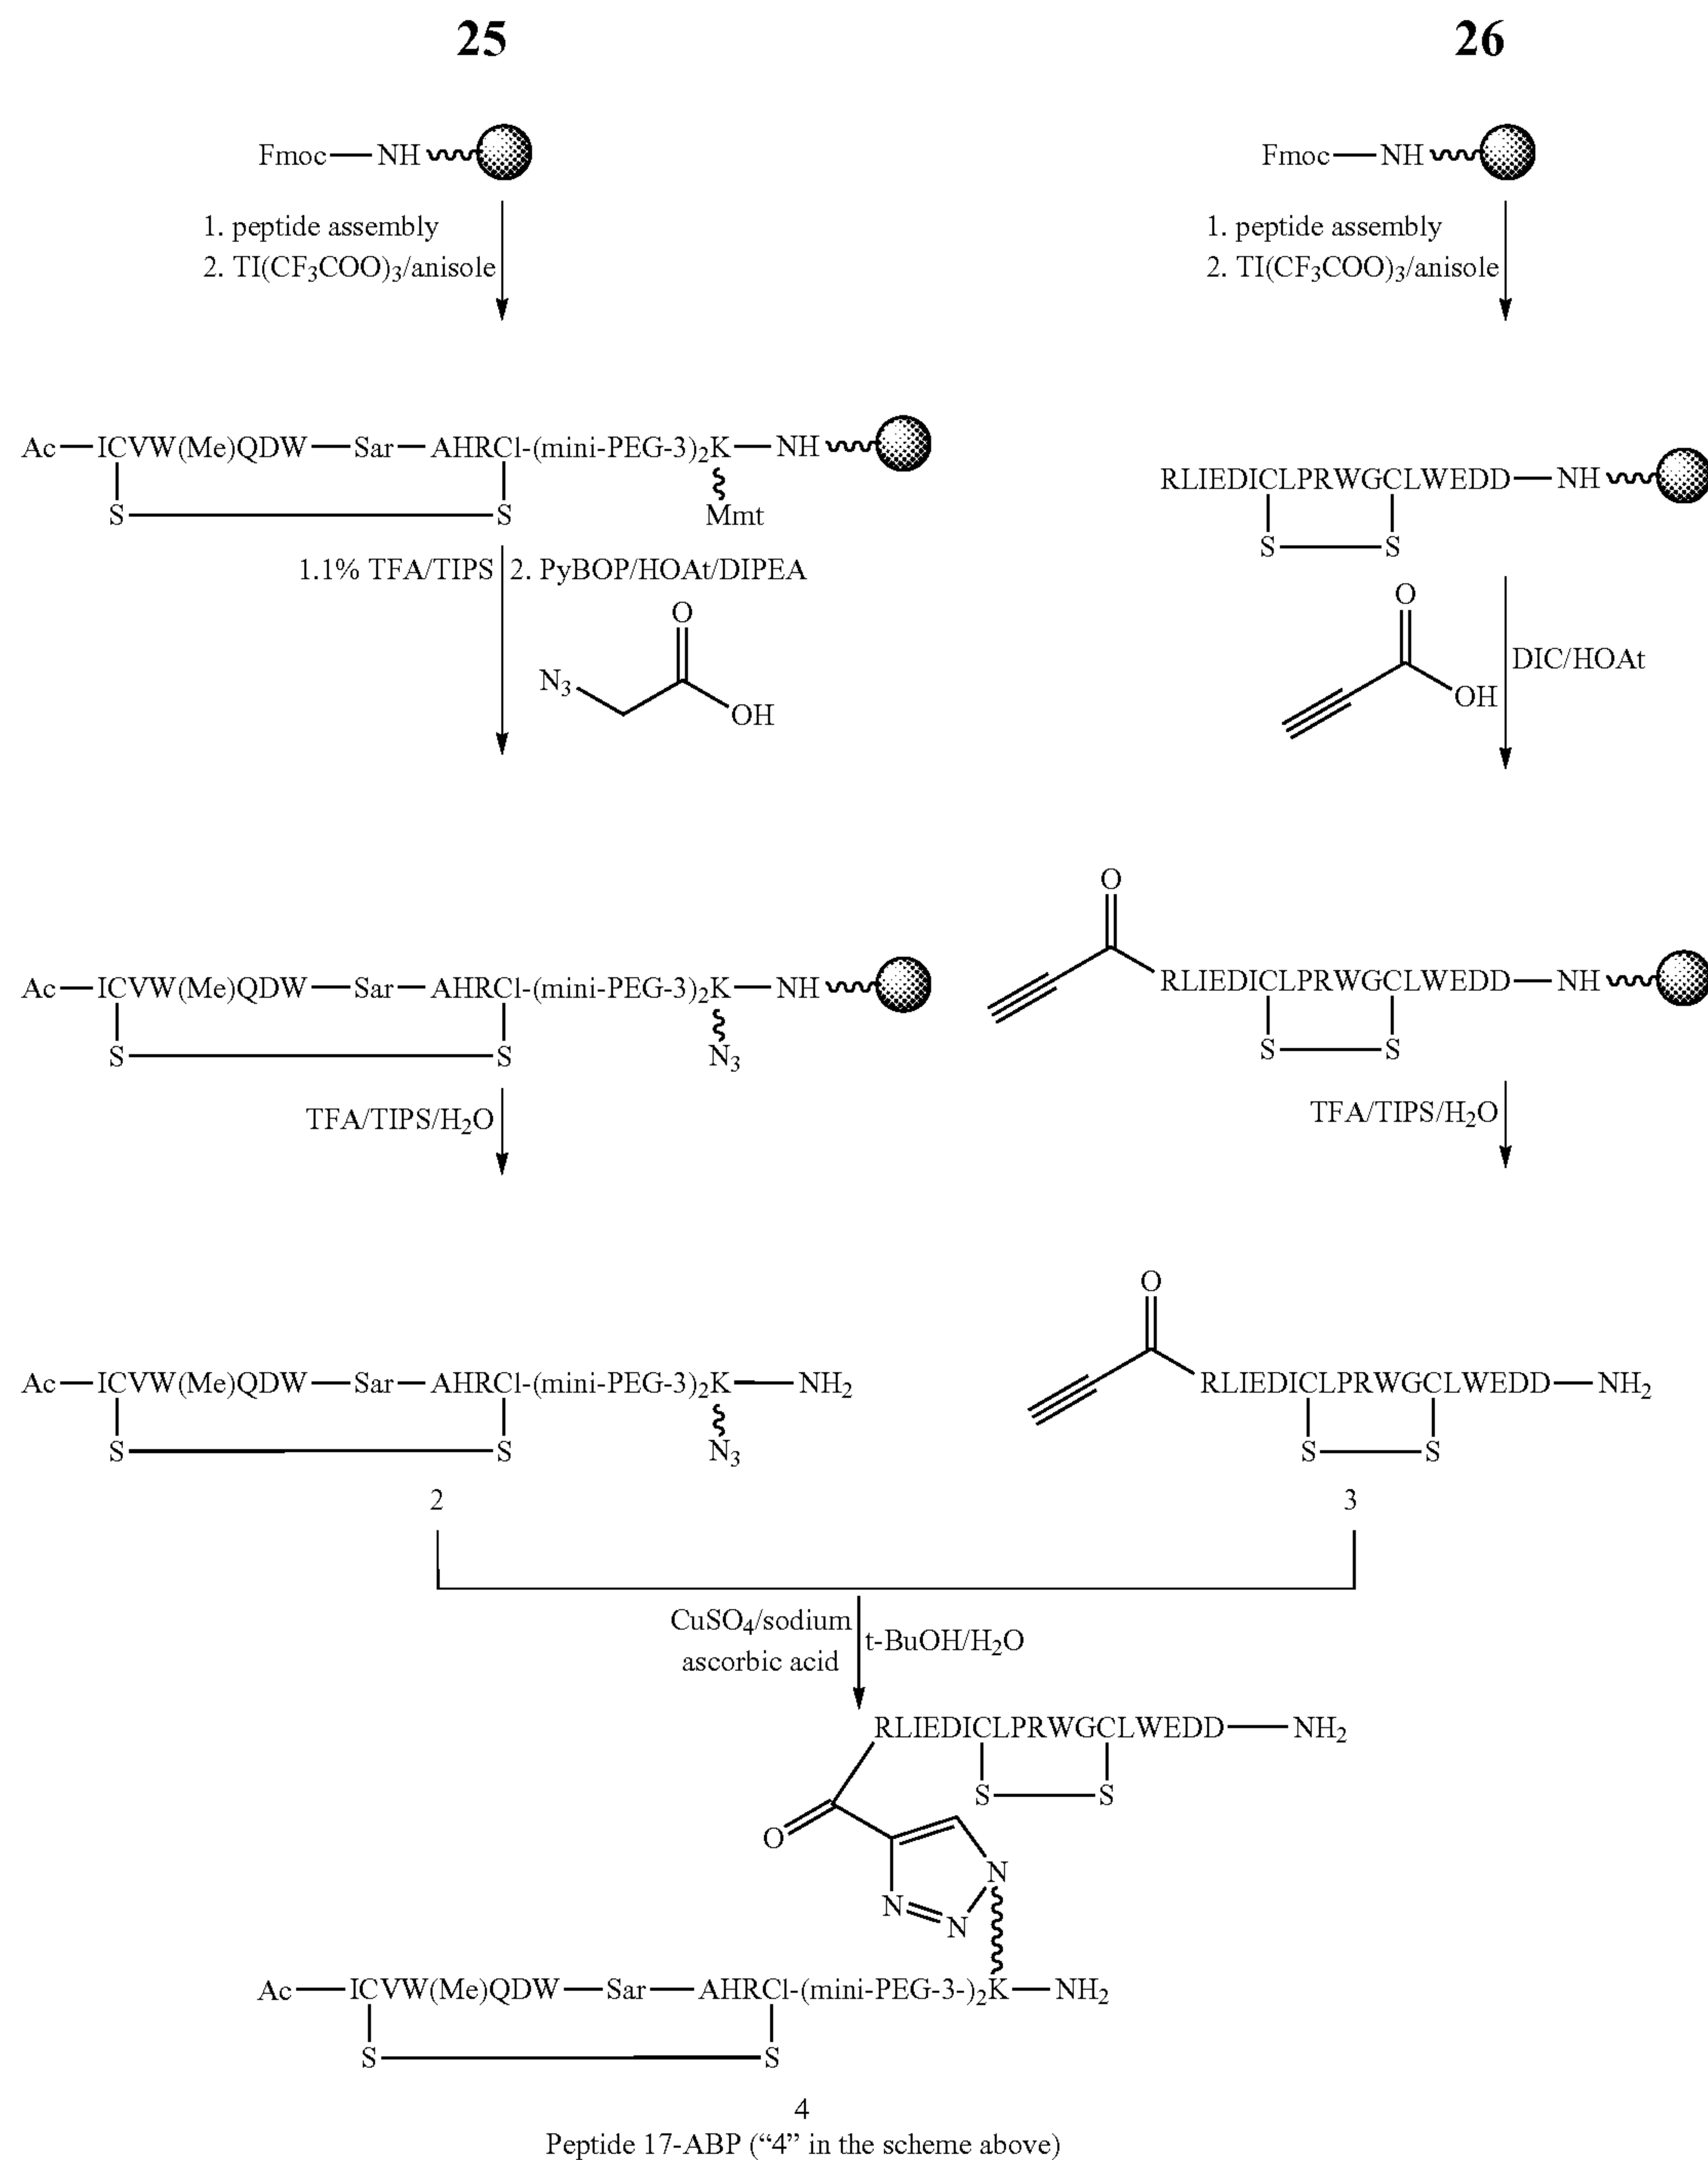 25
26
Fmoc—NH
Fmoc—NH
1. peptide assembly
2. TI(CF₃COO)₃/anisole
1. peptide assembly
2. TI(CF₃COO)₃/anisole
Ac—ICVW(Me)QDW—Sar—AHRCl-(mini-PEG-3)₂K—NH
S S
Mmt
RLIEDICLPRWGCLWEDD—NH
S S
1.1% TFA/TIPS
2. PyBOP/HOAt/DIPEA
O
N₃
OH
O
OH
DIC/HOAt
Ac—ICVW(Me)QDW—Sar—AHRCl-(mini-PEG-3)₂K—NH
S S
N₃
O
RLIEDICLPRWGCLWEDD—NH
S S
TFA/TIPS/H₂O
TFA/TIPS/H₂O
Ac—ICVW(Me)QDW—Sar—AHRCl-(mini-PEG-3)₂K—NH₂
S S
N₃
2
O
RLIEDICLPRWGCLWEDD—NH₂
S S
3
CuSO₄/sodium
ascorbic acid
t-BuOH/H₂O
RLIEDICLPRWGCLWEDD—NH₂
S S
O
N
N
N
Ac—ICVW(Me)QDW—Sar—AHRCl-(mini-PEG-3-)₂K—NH₂
S S
4
Peptide 17-ABP (“4” in the scheme above)